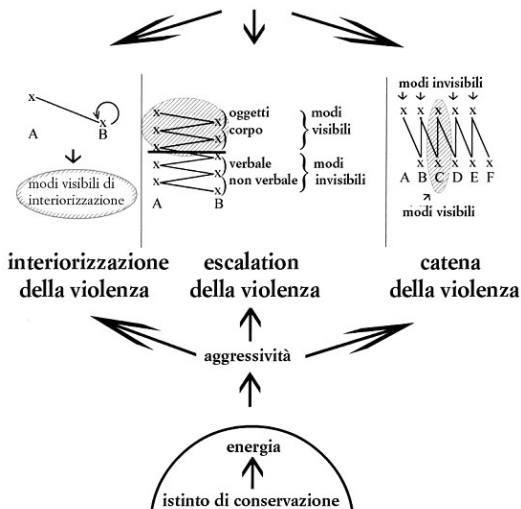 x
x
A
B
modi visibili di
interiorizzazione
x
x
x
x
x
x
x
x
oggetti
corpo
verbale
non verbale
modi
visibili
modi
invisibili
A
B
modi invisibili
x x x x x
x x x x x
A B C D E F
modi visibili
interiorizzazione
della violenza
escalation
della violenza
catena
della violenza
aggressività
energia
istinto di conservazione